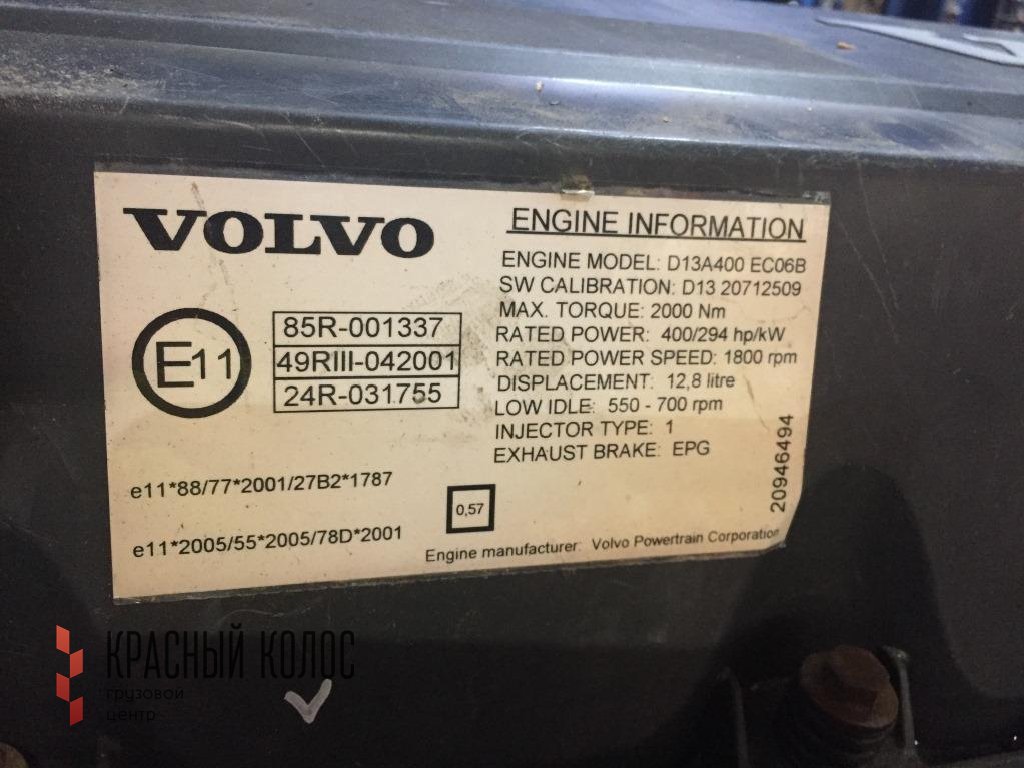 VOLVO
E11
85R-001337
49RIII-042001
24R-031755
e11*88/77*2001/27B2*1787
e11*2005/55*2005/78D*2001
0,57
ENGINE INFORMATION
ENGINE MODEL: D13A400 EC06B
SW CALIBRATION: D13 20712509
MAX. TORQUE: 2000 Nm
RATED POWER: 400/294 hp/kW
RATED POWER SPEED: 1800 rpm
DISPLACEMENT: 12,8 litre
LOW IDLE: 550 - 700 rpm
INJECTOR TYPE: 1
EXHAUST BRAKE: EPG
20946494
Engine manufacturer: Volvo Powertrain Corporation
КРАСНЫЙ КОЛОС
грузовой
центр